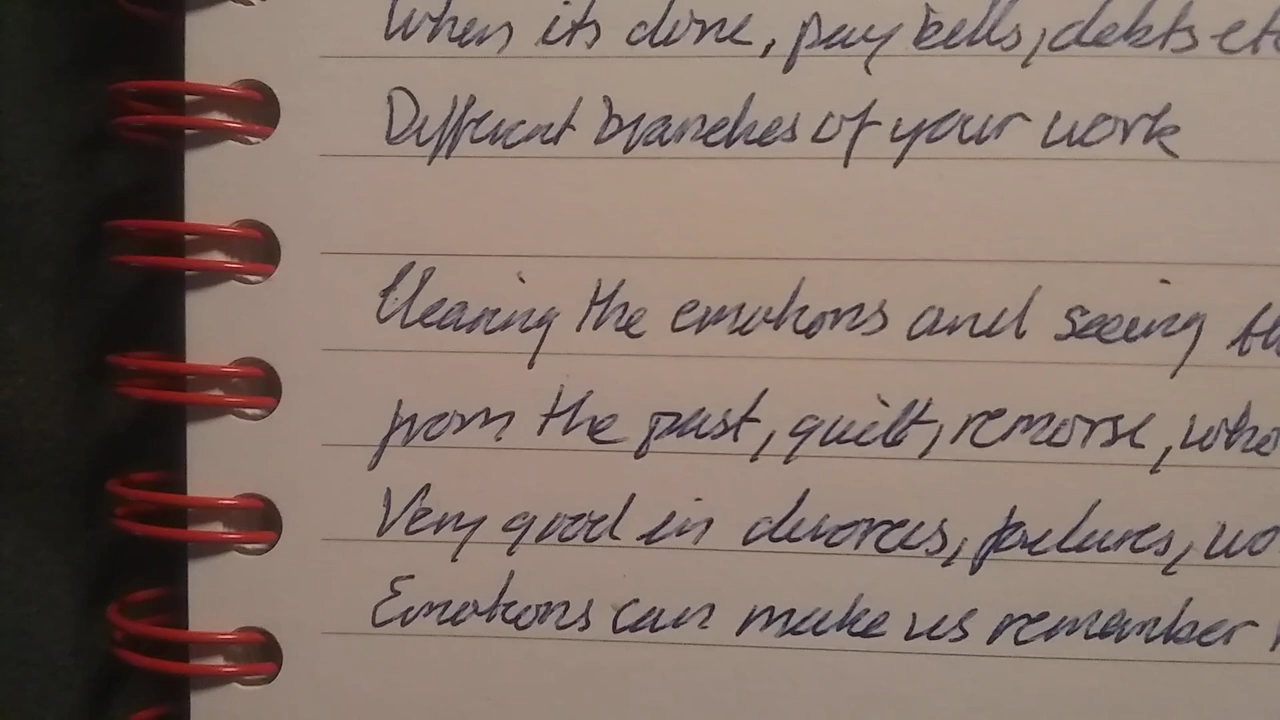 When its done, pay bills, debts etc
Different branches of your work
Clearing the emotions and seeing
from the past, guilt, remorse,
Very good in divorces, failures,
Emotions can make us remember